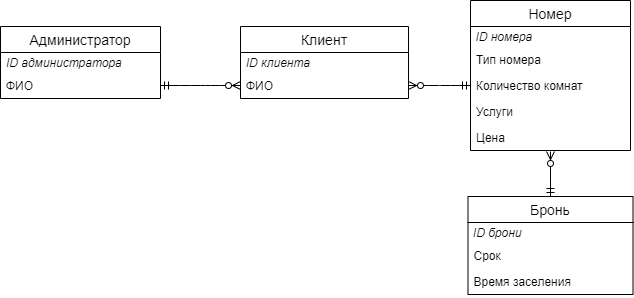 Администратор
ID администратора
ФИО
Клиент
ID клиента
ФИО
Номер
ID номера
Тип номера
Количество комнат
Услуги
Цена
Бронь
ID брони
Срок
Время заселения